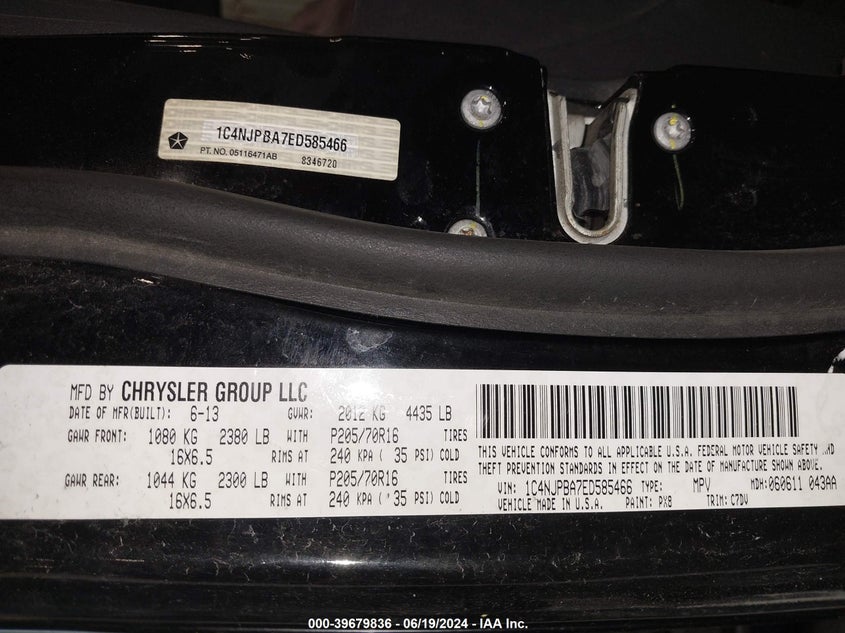 1C4NJPBA7ED585466
PT. NO. 05116471AB 8346720
MFD BY CHRYSLER GROUP LLC
DATE OF MFR(BUILT): 6-13 GVWR: 2012 KG 4435 LB
GAWR FRONT: 1080 KG 2380 LB WITH P205/70R16 TIRES
16X6.5 RIMS AT 240 KPA ( 35 PSI) COLD
GAWR REAR: 1044 KG 2300 LB WITH P205/70R16 TIRES
16X6.5 RIMS AT 240 KPA ( 35 PSI) COLD
THIS VEHICLE CONFORMS TO ALL APPLICABLE U.S.A. FEDERAL MOTOR VEHICLE SAFETY AND
THEFT PREVENTION STANDARDS IN EFFECT ON THE DATE OF MANUFACTURE SHOWN ABOVE.
VIN: 1C4NJPBA7ED585466 TYPE: MPV MDH: 060611 043AA
VEHICLE MADE IN U.S.A. PAINT: PX8 TRIM: C7DV
000-39679836 - 06/19/2024 - IAA Inc.